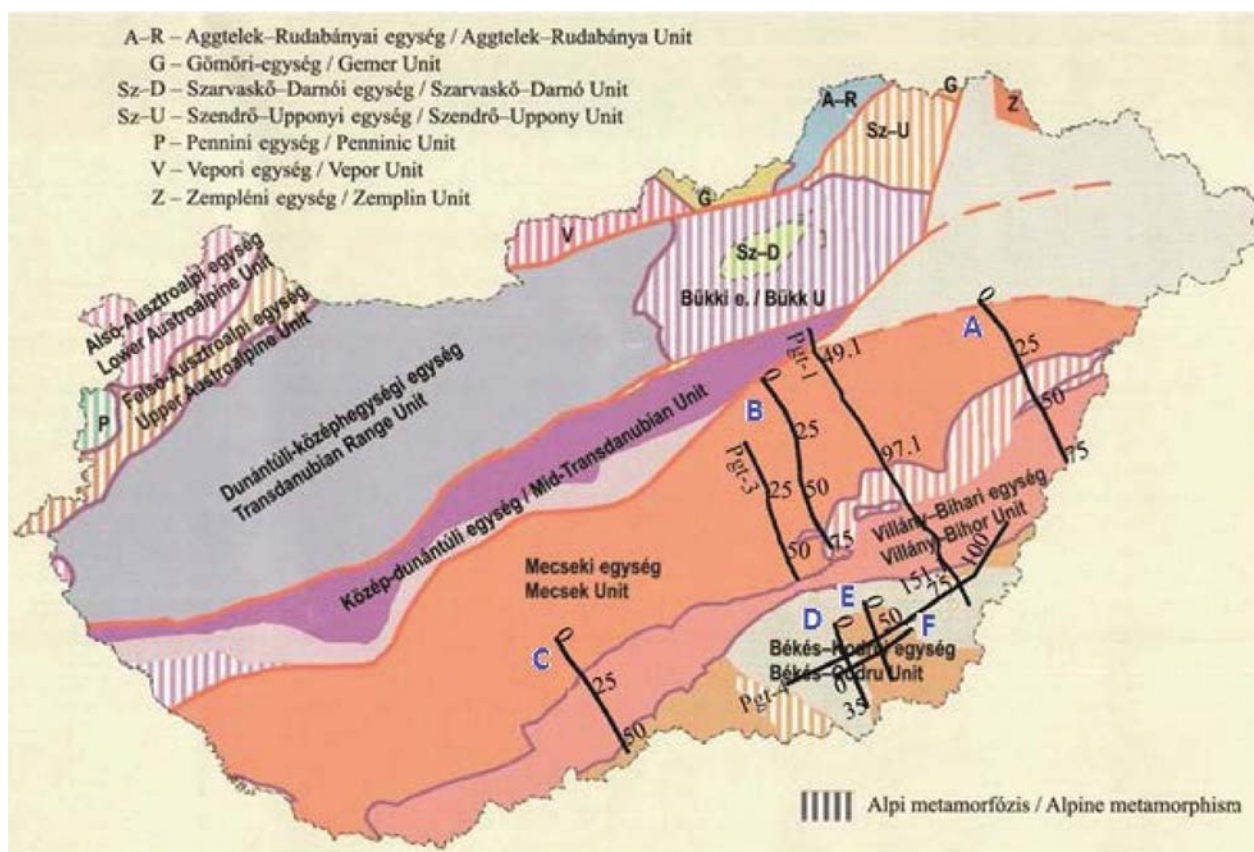 A–R – Aggtelek–Rudabányai egység / Aggtelek–Rudabánya Unit
G – Gömöri-egység / Gemer Unit
Sz–D – Szarvaskő–Darnói egység / Szarvaskő–Darnó Unit
Sz–U – Szendrő–Upponyi egység / Szendrő–Uppony Unit
P – Pennini egység / Penninic Unit
V – Vepori egység / Vepor Unit
Z – Zempléni egység / Zemplin Unit
A–R
G
Z
Sz–U
G
V
Sz–D
Bükki e. / Bükk U
Alsó-Ausztroalpi egység
Lower Austroalpine Unit
Felső-Ausztroalpi egység
Upper Austroalpine Unit
P
Dunántúli-középhegységi egység
Transdanubian Range Unit
Közép-dunántúli egység / Mid-Transdanubian Unit
A
0
25
50
75
Pgt-1
49.1
97.1
151.
B
0
25
50
75
Pgt-3
25
50
Villány–Bihari egység
Villány–Bihor Unit
Mecseki egység
Mecsek Unit
C
0
25
50
D
0
35
E
0
F
50
75
100
Pgt-4
0
Békés–Kodrui egység
Békés–Codru Unit
Alpi metamorfózis / Alpine metamorphism